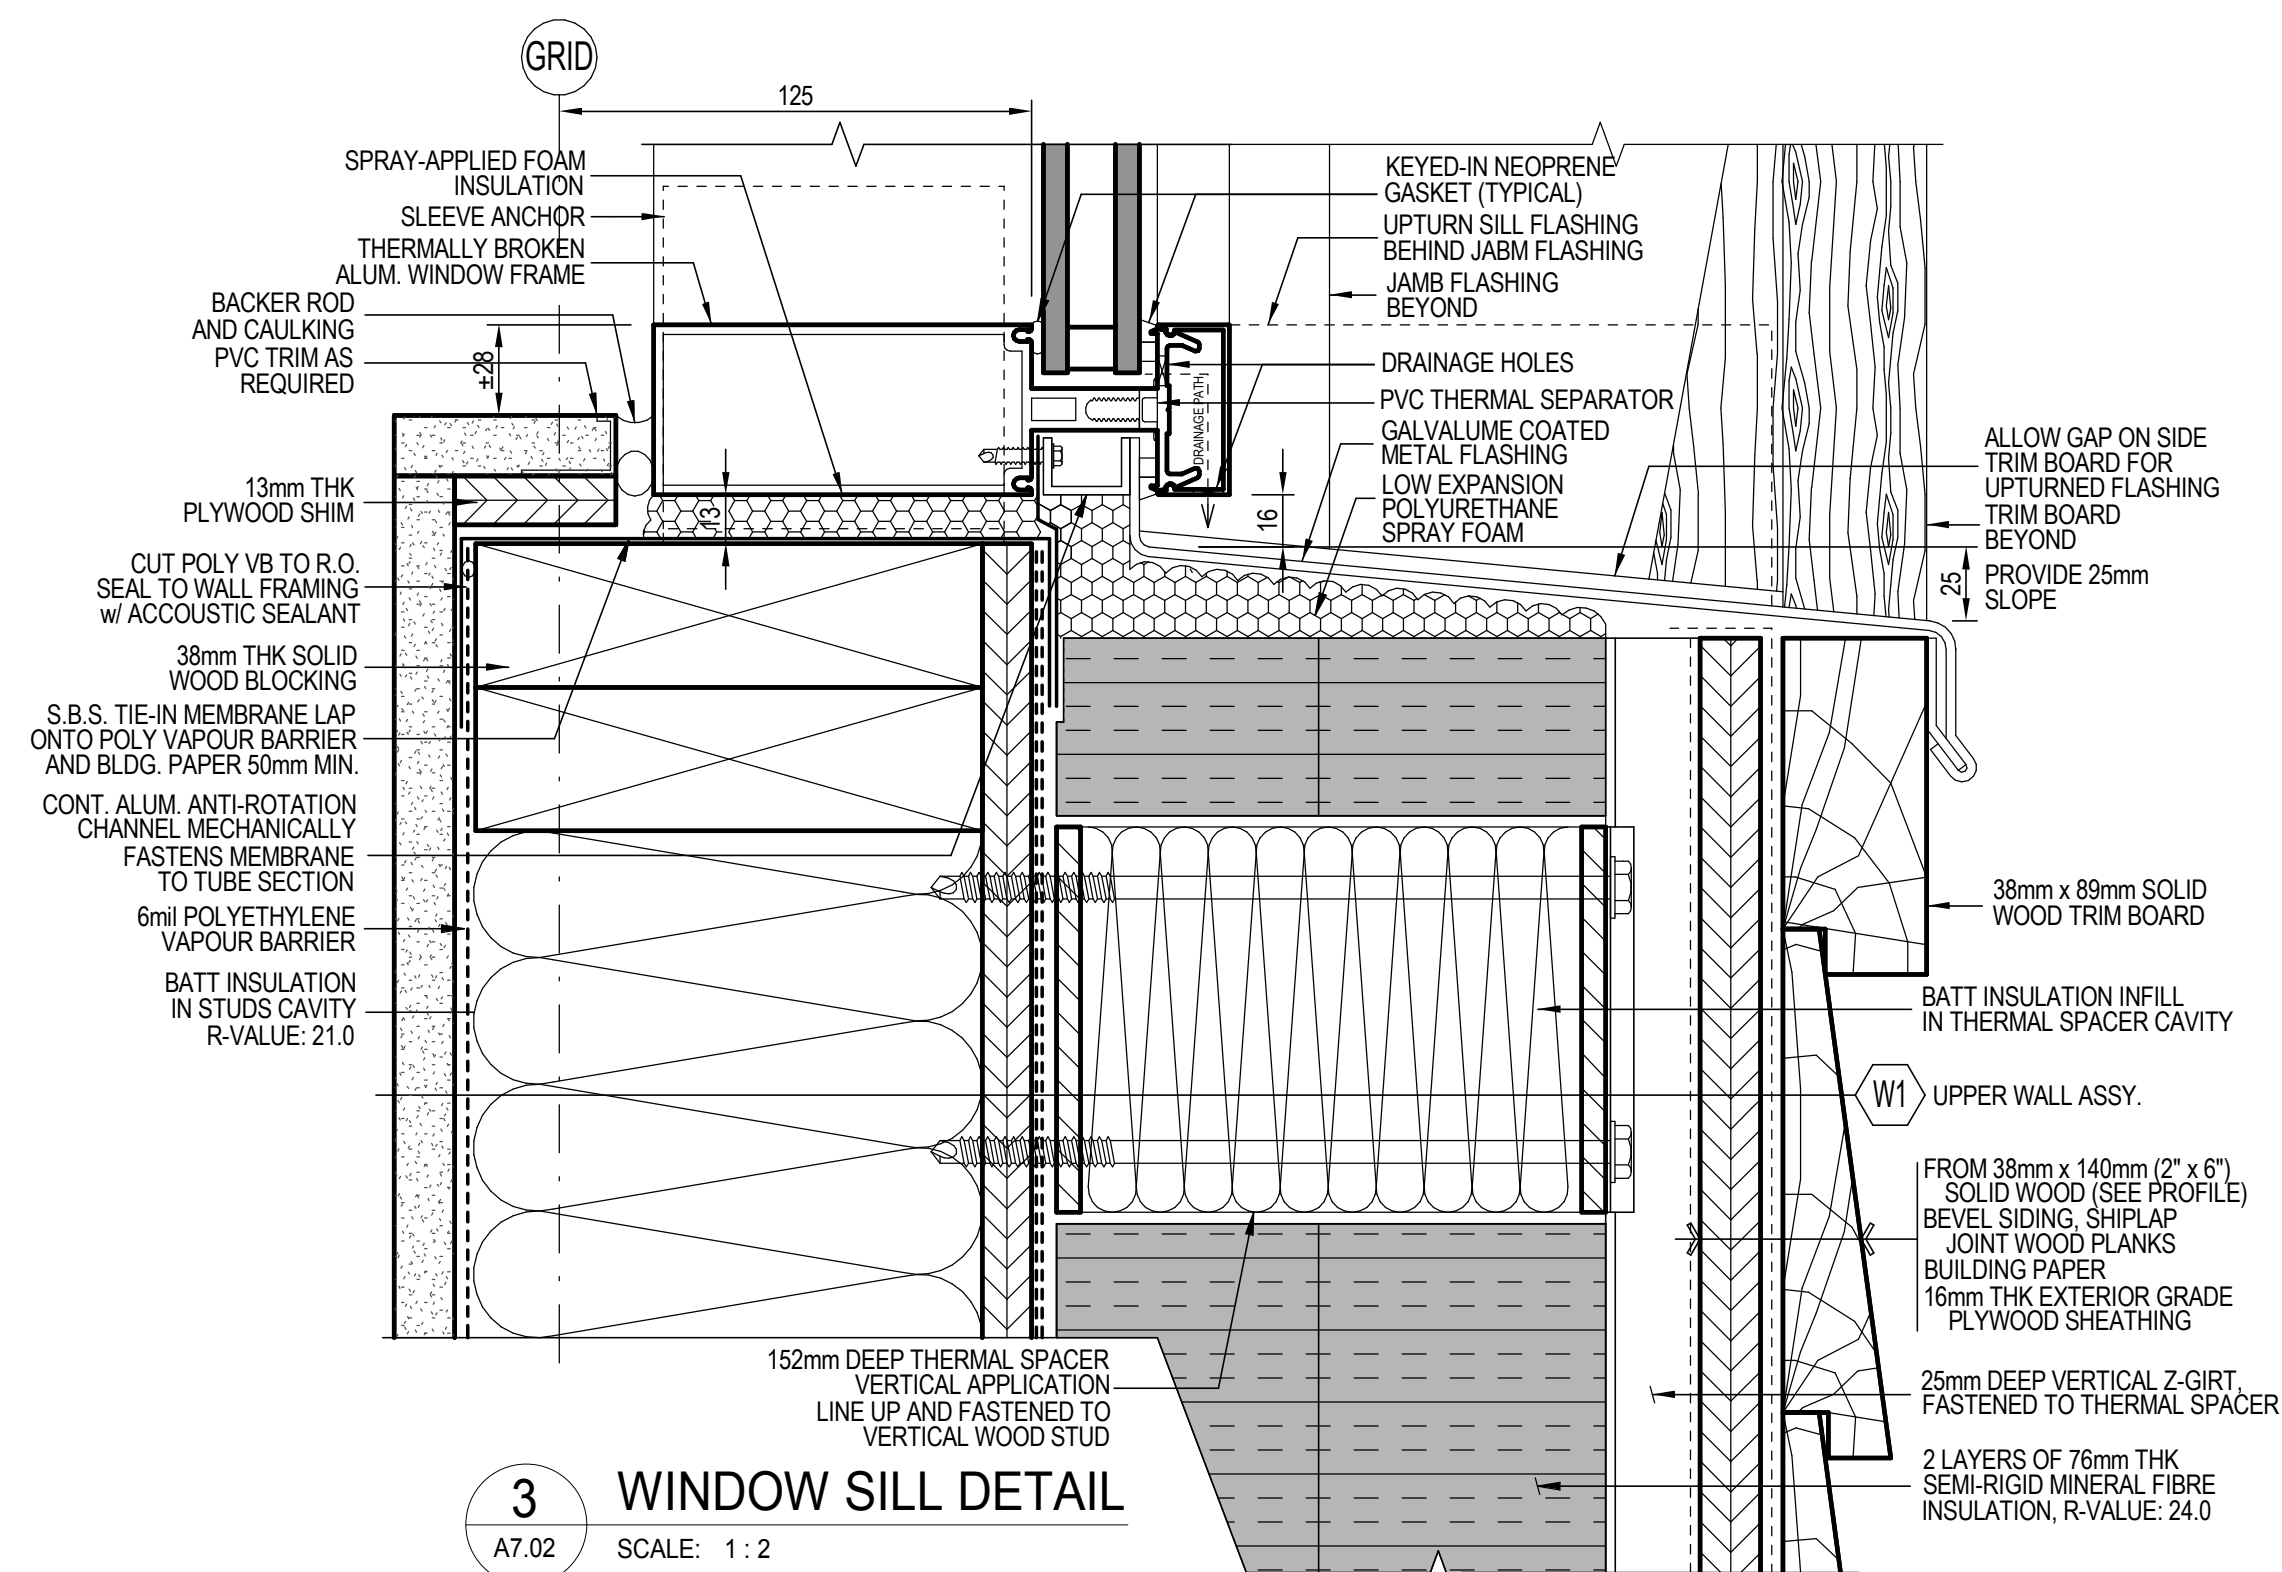 GRID
125
SPRAY-APPLIED FOAM
INSULATION
SLEEVE ANCHOR
THERMALLY BROKEN
ALUM. WINDOW FRAME
BACKER ROD
AND CAULKING
PVC TRIM AS
REQUIRED
±28
13mm THK
PLYWOOD SHIM
13
CUT POLY VB TO R.O.
SEAL TO WALL FRAMING
w/ ACCOUSTIC SEALANT
38mm THK SOLID
WOOD BLOCKING
S.B.S. TIE-IN MEMBRANE LAP
ONTO POLY VAPOUR BARRIER
AND BLDG. PAPER 50mm MIN.
CONT. ALUM. ANTI-ROTATION
CHANNEL MECHANICALLY
FASTENS MEMBRANE
TO TUBE SECTION
6mil POLYETHYLENE
VAPOUR BARRIER
BATT INSULATION
IN STUDS CAVITY
R-VALUE: 21.0
KEYED-IN NEOPRENE
GASKET (TYPICAL)
UPTURN SILL FLASHING
BEHIND JABM FLASHING
JAMB FLASHING
BEYOND
DRAINAGE HOLES
PVC THERMAL SEPARATOR
GALVALUME COATED
METAL FLASHING
LOW EXPANSION
POLYURETHANE
SPRAY FOAM
DRAINAGE PATH
16
ALLOW GAP ON SIDE
TRIM BOARD FOR
UPTURNED FLASHING
TRIM BOARD
BEYOND
25
PROVIDE 25mm
SLOPE
38mm x 89mm SOLID
WOOD TRIM BOARD
BATT INSULATION INFILL
IN THERMAL SPACER CAVITY
W1
UPPER WALL ASSY.
FROM 38mm x 140mm (2" x 6")
SOLID WOOD (SEE PROFILE)
BEVEL SIDING, SHIPLAP
JOINT WOOD PLANKS
BUILDING PAPER
16mm THK EXTERIOR GRADE
PLYWOOD SHEATHING
25mm DEEP VERTICAL Z-GIRT,
FASTENED TO THERMAL SPACER
2 LAYERS OF 76mm THK
SEMI-RIGID MINERAL FIBRE
INSULATION, R-VALUE: 24.0
152mm DEEP THERMAL SPACER
VERTICAL APPLICATION
LINE UP AND FASTENED TO
VERTICAL WOOD STUD
3
A7.02
WINDOW SILL DETAIL
SCALE: 1 : 2